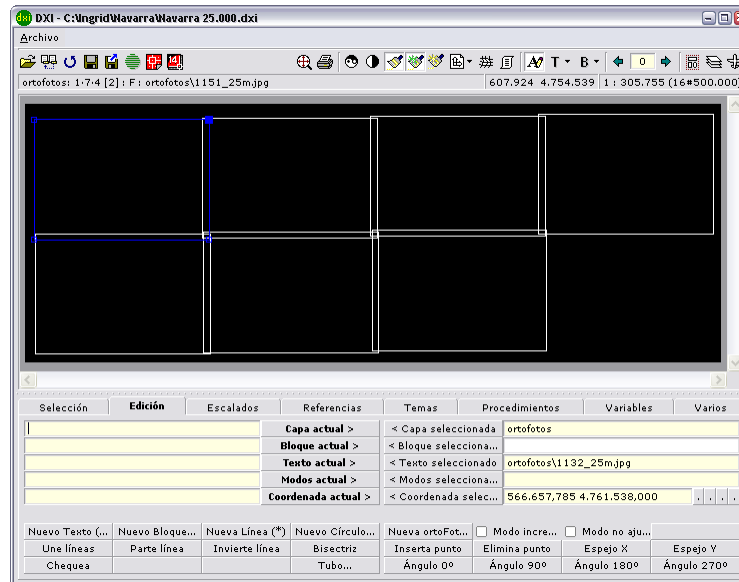 DXI - C:\Ingrid\Navarra\Navarra 25.000.dxi
Archivo
A T B 0
ortofotos: 1·7·4 [2] : F : ortofotos\1151_25m.jpg 607.924 4.754.539 1 : 305.755 (16#500.000)
Selección Edición Escalados Referencias Temas Procedimientos Variables Varios
Capa actual > < Capa seleccionada ortofotos
Bloque actual > < Bloque selecciona...
Texto actual > < Texto seleccionado ortofotos\1132_25m.jpg
Modos actual > < Modos selecciona...
Coordenada actual > < Coordenada selec... 566.657,785 4.761.538,000 . . . .
Nuevo Texto (... Nuevo Bloque... Nueva Línea (*) Nuevo Círculo... Nueva ortoFot... Modo incre... Modo no aju...
Une líneas Parte línea Invierte línea Bisectriz Inserta punto Elimina punto Espejo X Espejo Y
Chequea Tubo... Ángulo 0º Ángulo 90º Ángulo 180º Ángulo 270º